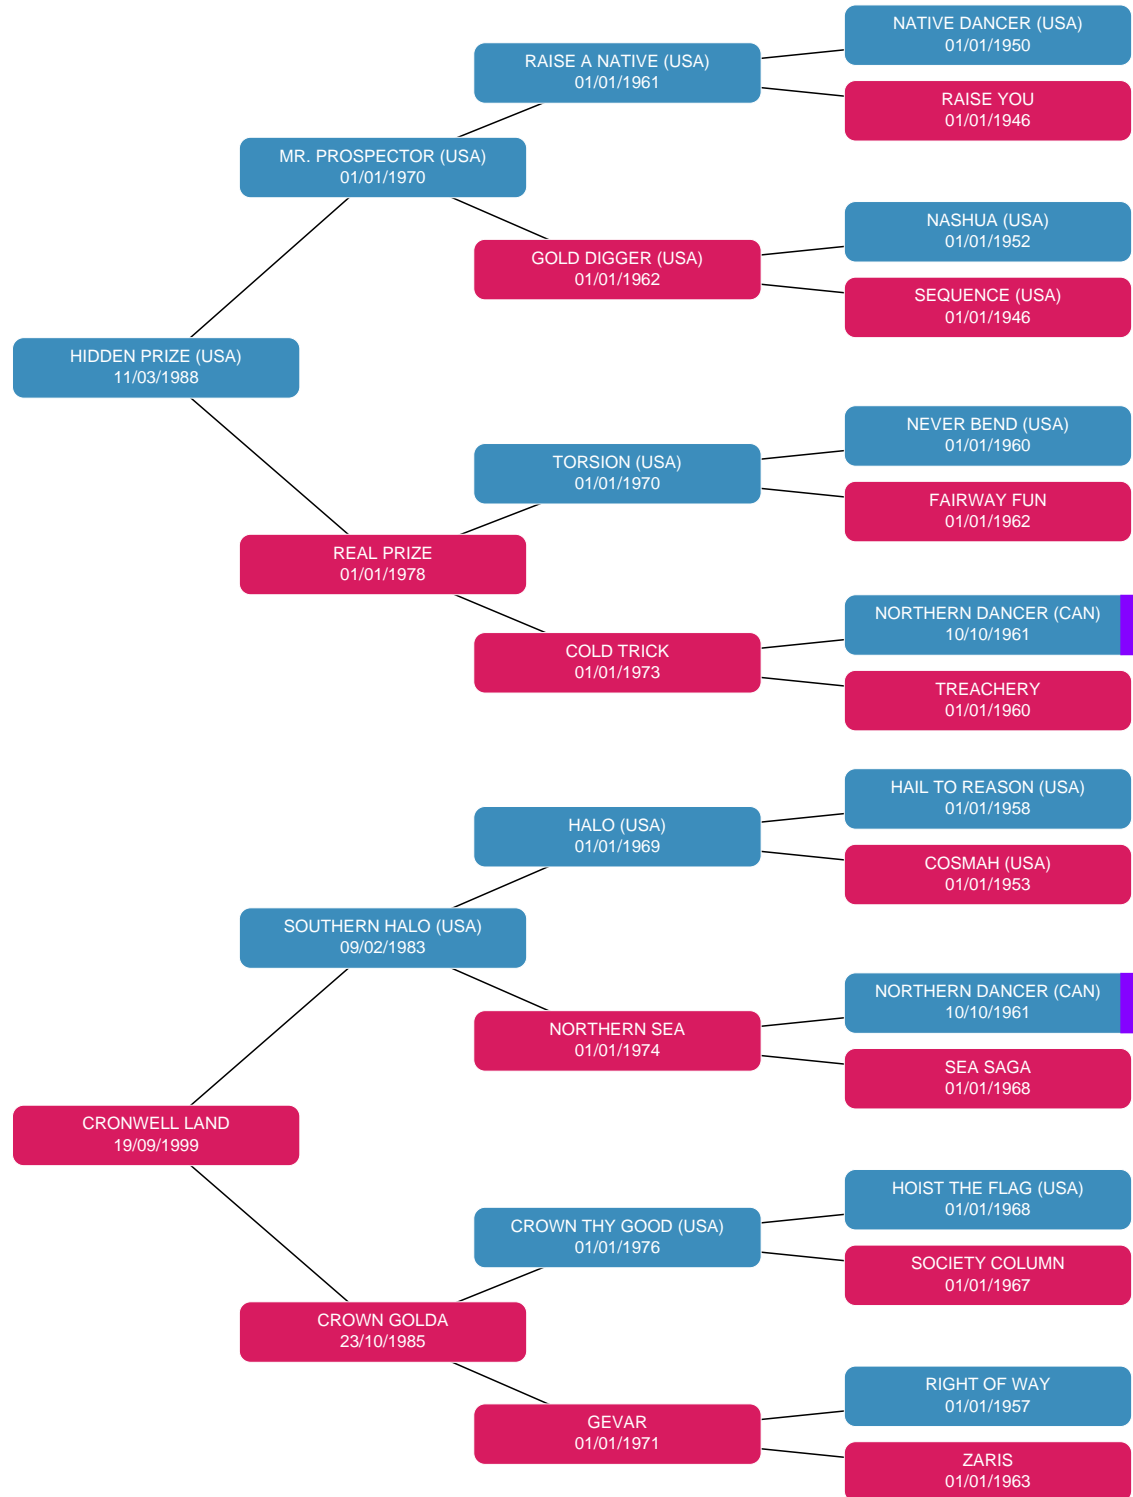 NATIVE DANCER (USA)
01/01/1950
RAISE A NATIVE (USA)
01/01/1961
RAISE YOU
01/01/1946
MR. PROSPECTOR (USA)
01/01/1970
NASHUA (USA)
01/01/1952
GOLD DIGGER (USA)
01/01/1962
SEQUENCE (USA)
01/01/1946
HIDDEN PRIZE (USA)
11/03/1988
NEVER BEND (USA)
01/01/1960
TORSION (USA)
01/01/1970
FAIRWAY FUN
01/01/1962
REAL PRIZE
01/01/1978
NORTHERN DANCER (CAN)
10/10/1961
COLD TRICK
01/01/1973
TREACHERY
01/01/1960
HAIL TO REASON (USA)
01/01/1958
HALO (USA)
01/01/1969
COSMAH (USA)
01/01/1953
SOUTHERN HALO (USA)
09/02/1983
NORTHERN DANCER (CAN)
10/10/1961
NORTHERN SEA
01/01/1974
SEA SAGA
01/01/1968
CRONWELL LAND
19/09/1999
HOIST THE FLAG (USA)
01/01/1968
CROWN THY GOOD (USA)
01/01/1976
SOCIETY COLUMN
01/01/1967
CROWN GOLDA
23/10/1985
RIGHT OF WAY
01/01/1957
GEVAR
01/01/1971
ZARIS
01/01/1963